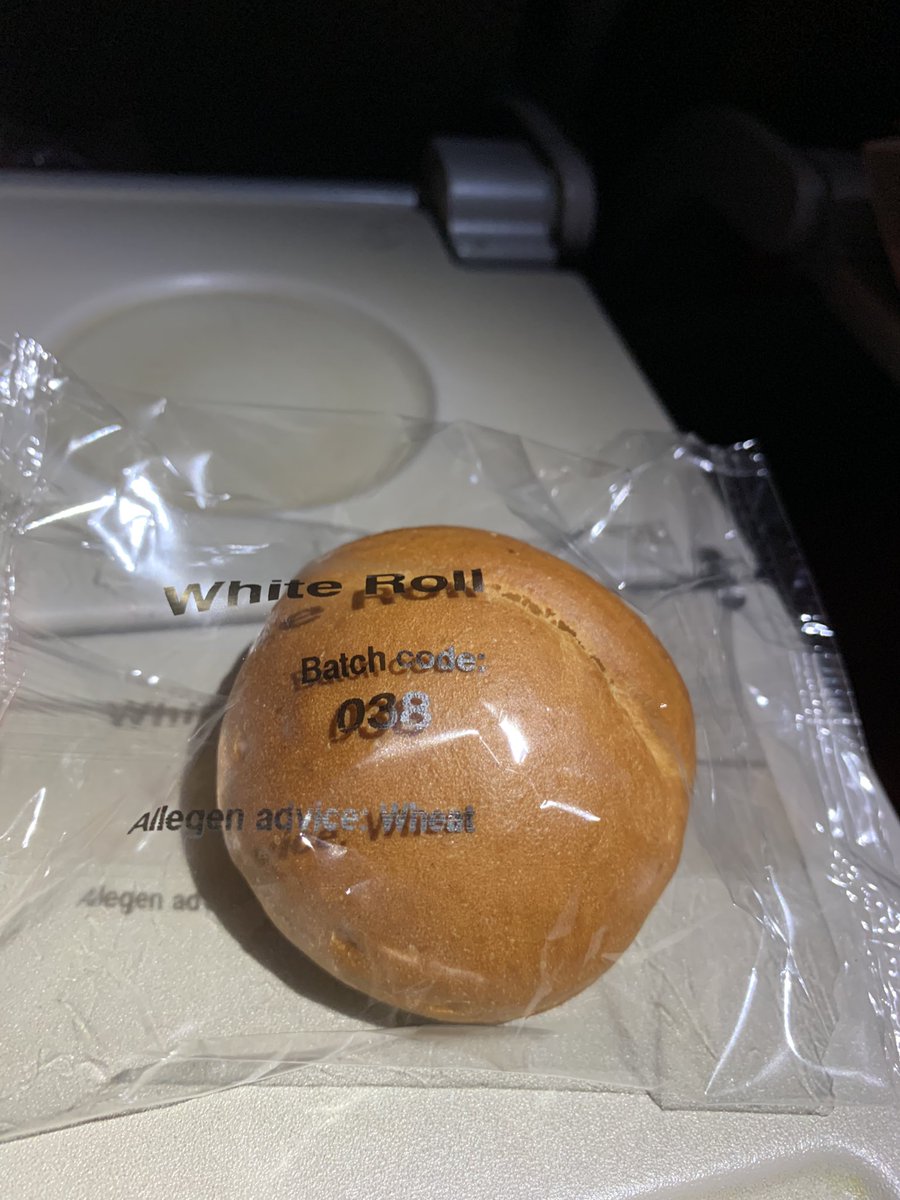 White Roll
Batch code:
038
Allegen advice: Wheat